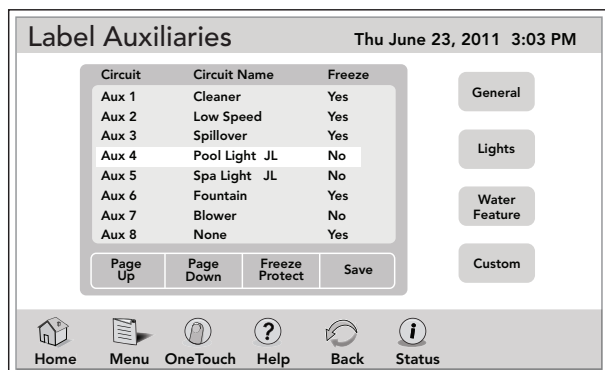 Label Auxiliaries Thu June 23, 2011 3:03 PM
Circuit Circuit Name Freeze
Aux 1 Cleaner Yes
Aux 2 Low Speed Yes
Aux 3 Spillover Yes
Aux 4 Pool Light JL No
Aux 5 Spa Light JL No
Aux 6 Fountain Yes
Aux 7 Blower No
Aux 8 None Yes
Page Up
Page Down
Freeze Protect
Save
General
Lights
Water
Feature
Custom
? i
Home Menu OneTouch Help Back Status